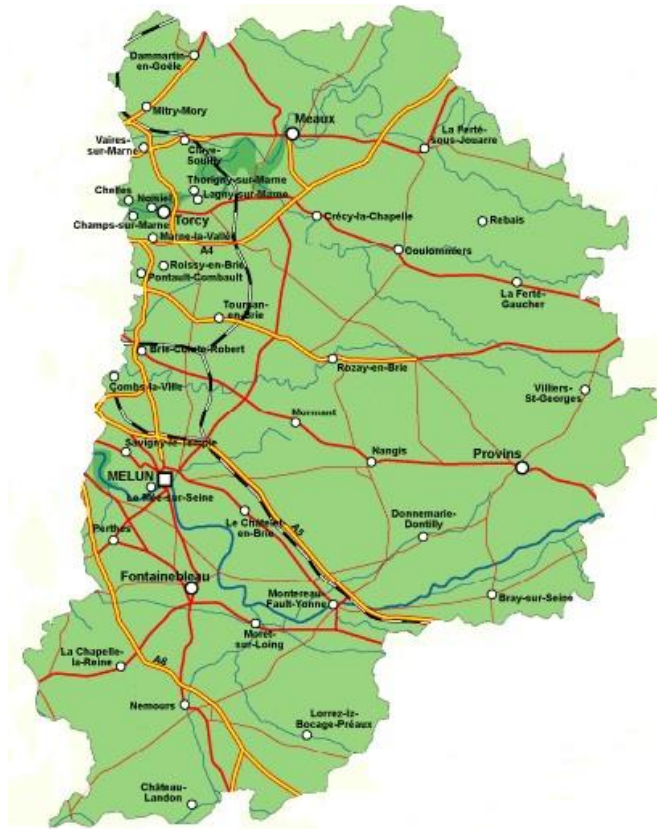 Dammartin-
en-Goële
Mitry-Mory
Meaux
Vaires-
sur-Marne
Claye-
Souilly
La Ferté-
sous-Jouarre
Thorigny-sur-Marne
Chelles
Noisiel
Lagny-sur-Marne
Torcy
Crécy-la-Chapelle
Rebais
Champs-sur-Marne
Marne-la-Vallée
A4
Coulommiers
Roissy-en-Brie
Pontault-Combault
La Ferté-
Gaucher
Tournan-
en-Brie
Brie-Comte-Robert
Rozay-en-Brie
Combs-la-Ville
Villiers-
St-Georges
Mormant
Savigny-le-Temple
Nangis
Provins
MELUN
Le Mée-sur-Seine
Le Châtelet-
en-Brie
A5
Donnemarie-
Dontilly
Perthes
Fontainebleau
Montereau-
Fault-Yonne
Bray-sur-Seine
Moret-
sur-Loing
La Chapelle-
la-Reine
A6
Nemours
Lorrez-lz-
Bocage-Préaux
Château-
Landon